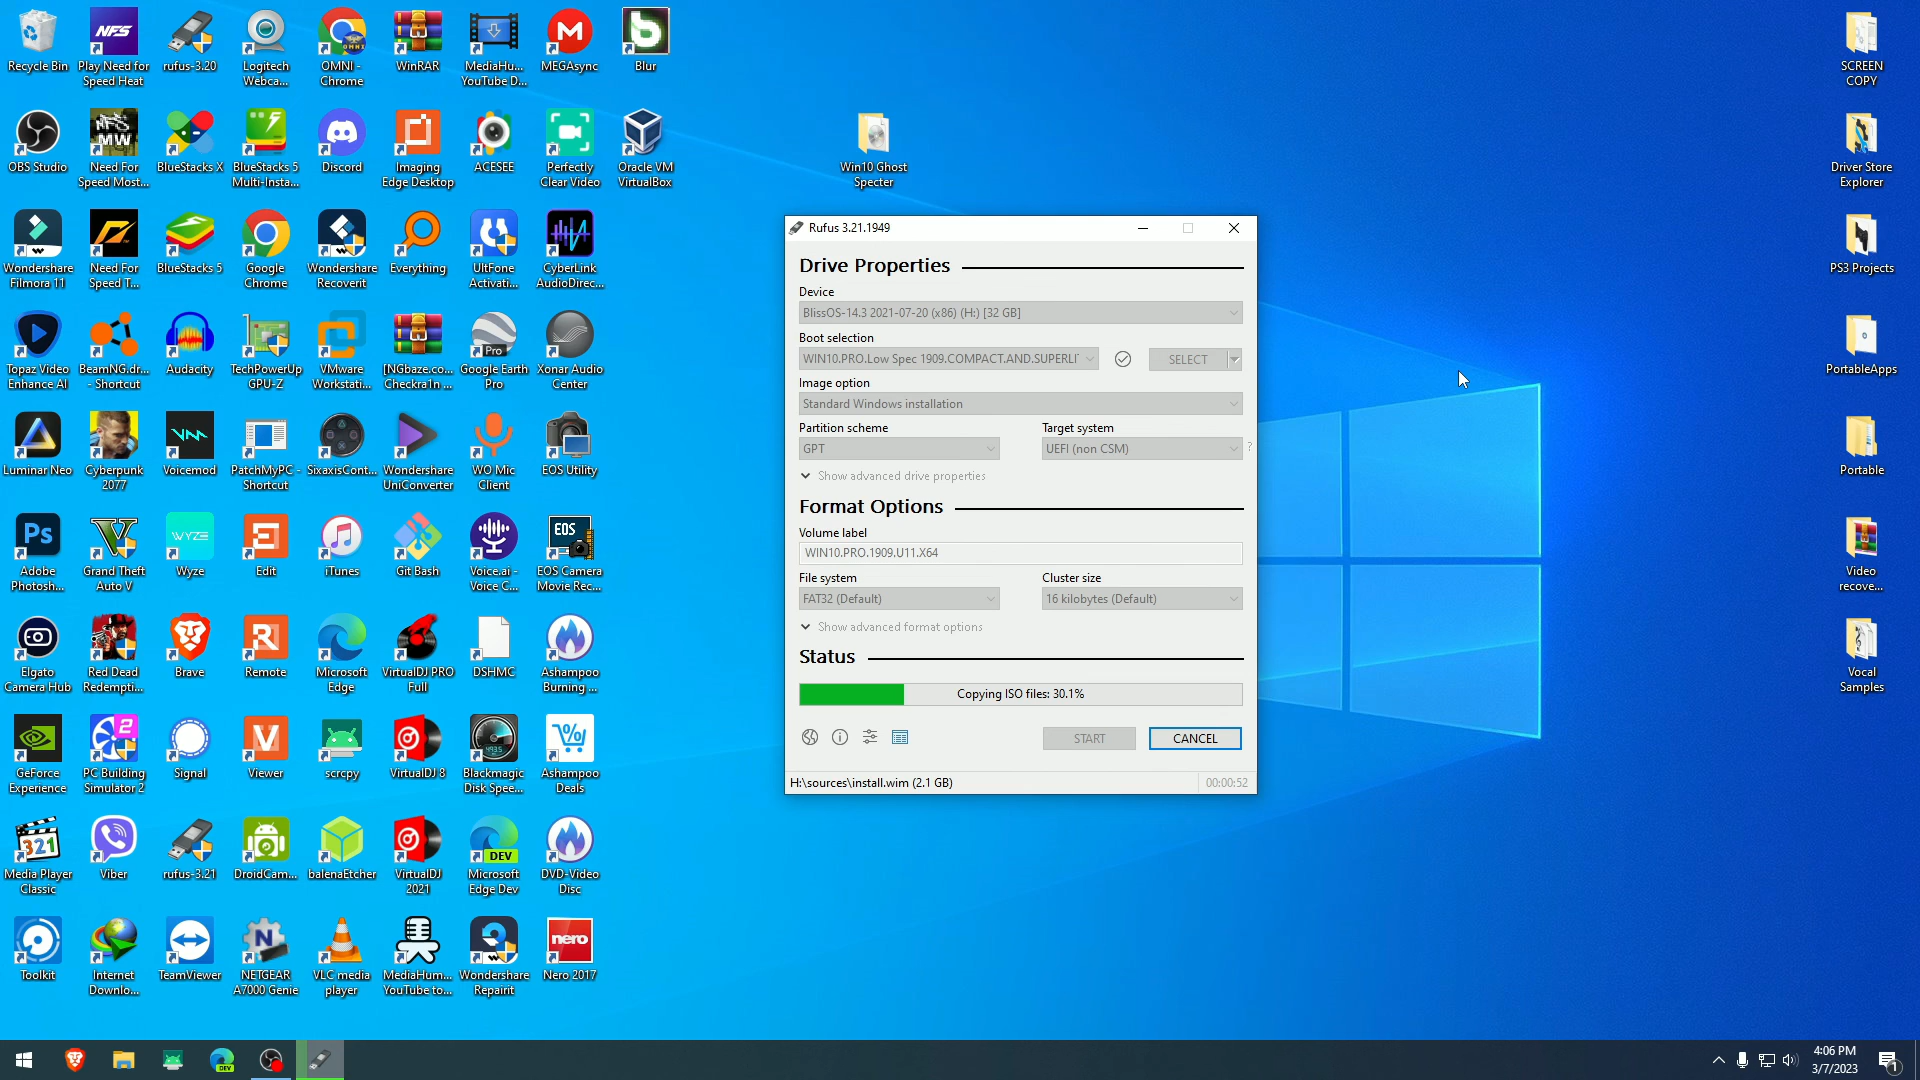 Recycle Bin
Play Need for
Speed Heat
rufus-3.20
Logitech
Webca...
OMNI -
Chrome
WinRAR
MediaHu...
YouTube D...
MEGAsync
Blur
OBS Studio
Need For
Speed Most...
BlueStacks X
BlueStacks 5
Multi-Insta...
Discord
Imaging
Edge Desktop
ACESEE
Perfectly
Clear Video
Oracle VM
VirtualBox
Wondershare
Filmora 11
Need For
Speed T...
BlueStacks 5
Google
Chrome
Wondershare
Recoverit
Everything
UltFone
Activati...
CyberLink
AudioDirec...
Topaz Video
Enhance AI
BeamNG.dr...
- Shortcut
Audacity
TechPowerUp
GPU-Z
VMware
Workstati...
[NGbaze.co...
Checkra1n ...
Google Earth
Pro
Xonar Audio
Center
Luminar Neo
Cyberpunk
2077
Voicemod
PatchMyPC -
Shortcut
SixaxisCont...
Wondershare
UniConverter
WO Mic
Client
EOS Utility
Adobe
Photosh...
Grand Theft
Auto V
Wyze
Edit
iTunes
Git Bash
Voice.ai -
Voice C...
EOS Camera
Movie Rec...
Elgato
Camera Hub
Red Dead
Redempti...
Brave
Remote
Microsoft
Edge
VirtualDJ PRO
Full
DSHMC
Ashampoo
Burning ...
GeForce
Experience
PC Building
Simulator 2
Signal
Viewer
scrcpy
VirtualDJ 8
Blackmagic
Disk Spee...
Ashampoo
Deals
Media Player
Classic
Viber
rufus-3.21
DroidCam...
balenaEtcher
VirtualDJ
2021
Microsoft
Edge Dev
DVD-Video
Disc
Toolkit
Internet
Downlo...
TeamViewer
NETGEAR
A7000 Genie
VLC media
player
MediaHum...
YouTube to...
Wondershare
Repairit
Nero 2017
Win10 Ghost
Specter
Rufus 3.21.1949
Drive Properties
Device
BlissOS-14.3 2021-07-20 (x86) (H:) [32 GB]
Boot selection
WIN10.PRO.Low Spec 1909.COMPACT.AND.SUPERLI
SELECT
Image option
Standard Windows installation
Partition scheme
Target system
GPT
UEFI (non CSM)
?
Show advanced drive properties
Format Options
Volume label
WIN10.PRO.1909.U11.X64
File system
Cluster size
FAT32 (Default)
16 kilobytes (Default)
Show advanced format options
Status
Copying ISO files: 30.1%
START
CANCEL
H:\sources\install.wim (2.1 GB)
00:00:52
SCREEN
COPY
Driver Store
Explorer
PS3 Projects
PortableApps
Portable
Video
recove...
Vocal
Samples
4:06 PM
3/7/2023
1